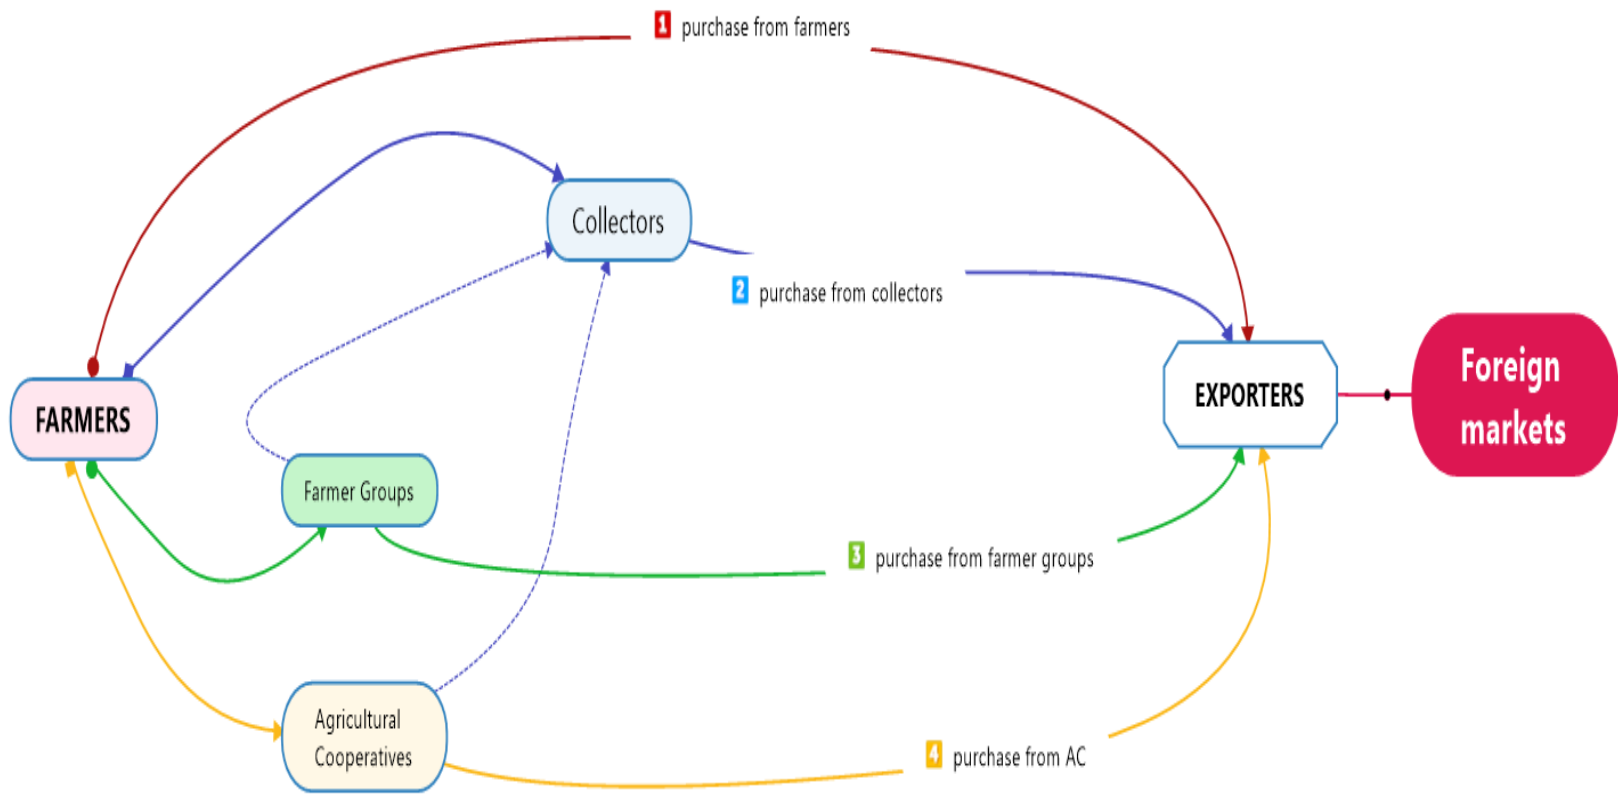 1 purchase from farmers
Collectors
2 purchase from collectors
FARMERS
EXPORTERS
Foreign
markets
Farmer Groups
3 purchase from farmer groups
Agricultural
Cooperatives
4 purchase from AC